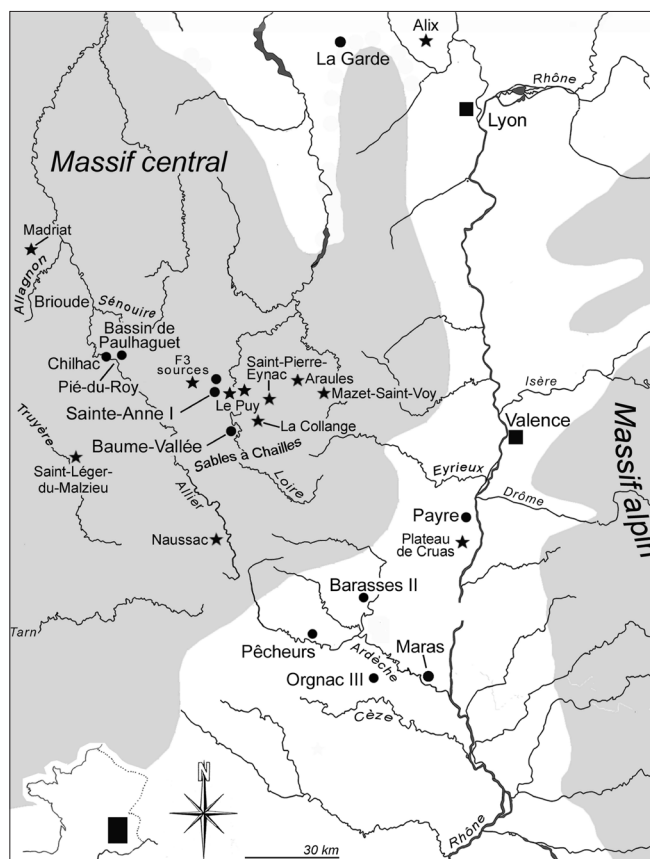 Alix
La Garde
Rhône
Lyon
Massif central
Madriat
Allagnon
Brioude
Sénouire
Bassin de
Paulhaguet
Chilhac
Pié-du-Roy
F3
sources
Saint-Pierre-
Eynac
Araules
Mazet-Saint-Voy
Sainte-Anne I
Le Puy
La Collange
Isère
Valence
Massif alpin
Baume-Vallée
Sables à Chailles
Truyère
Saint-Léger-
du-Malzieu
Allier
Loire
Eyrieux
Drôme
Payre
Plateau
de Cruas
Naussac
Barasses II
Tarn
Pêcheurs
Ardèche
Maras
Orgnac III
Cèze
N
Rhône
30 km